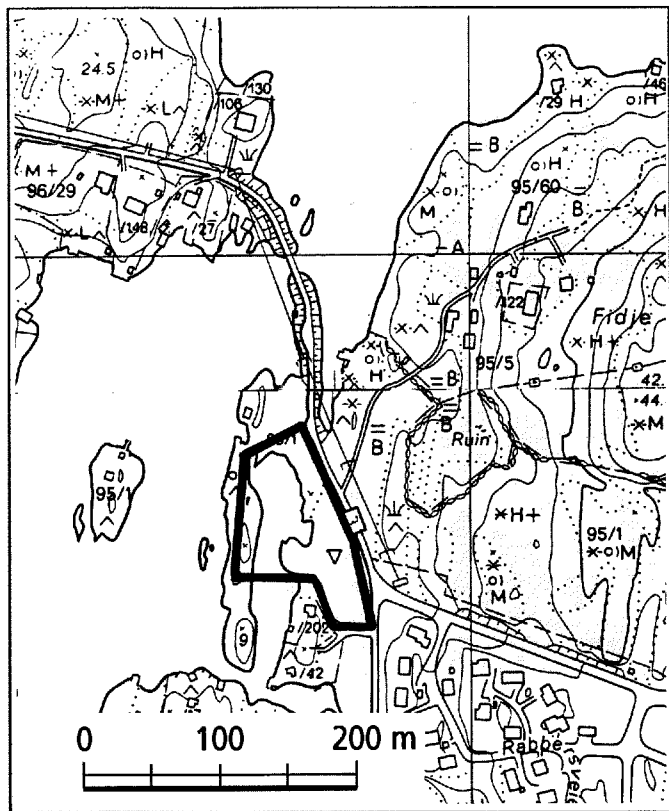 /130
/106
24.5
H
M+
L
M+
96/29
/148
/27
L
/46
/29
H
H
B
H
95/60
M
B
H
A
/122
Fidje
H+
95/5
H
B
42
44
B
B
Ruin
M
95/1
H+
95/1
M
M
9
/202
/42
Rabbe
0 100 200 m